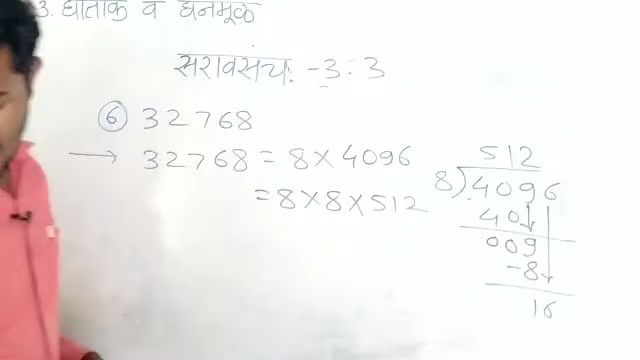 3. घातांक व घनमूळ
सरावसंच: -3.3
6 32768
→ 32768 = 8×4096
= 8×8×512
512
8)4096
40
009
-8
16